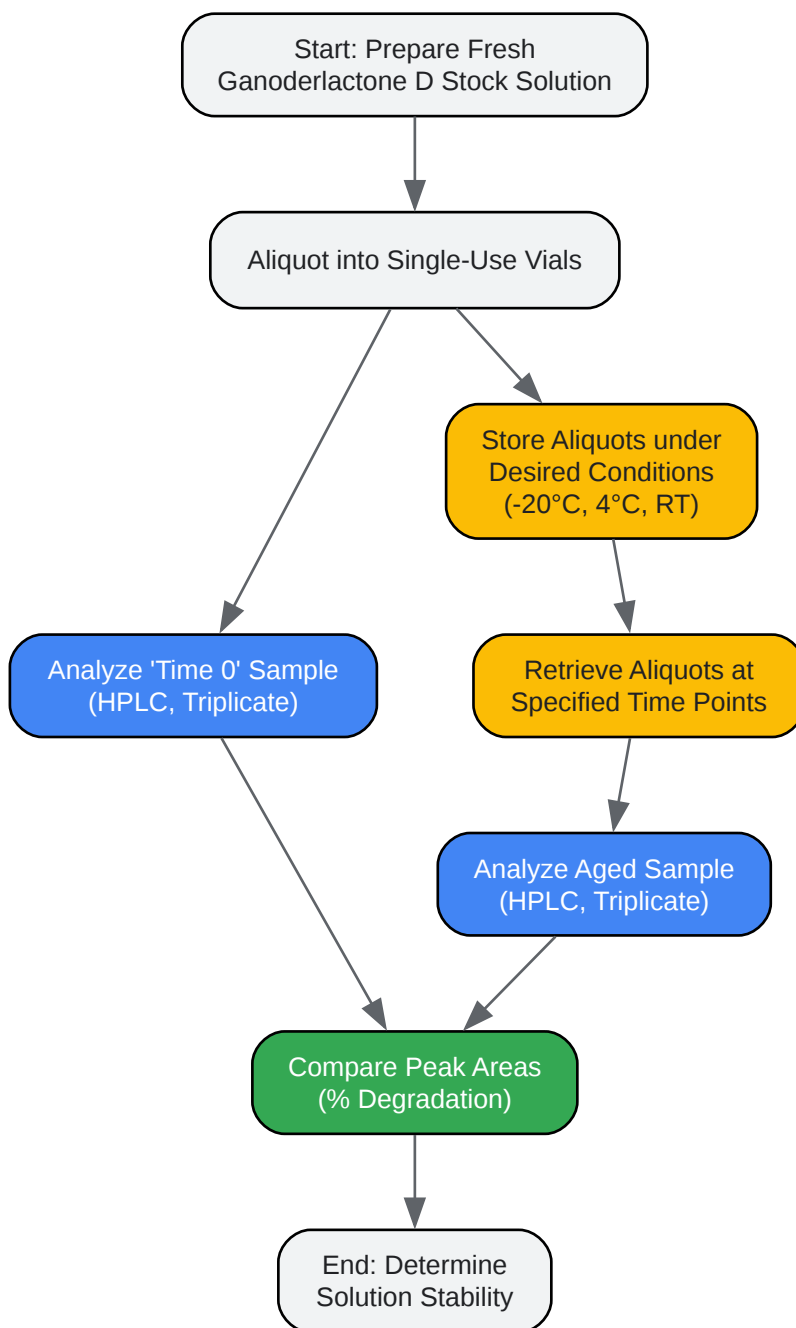 Start: Prepare Fresh
Ganoderlactone D Stock Solution
Aliquot into Single-Use Vials
Store Aliquots under
Desired Conditions
(-20°C, 4°C, RT)
Analyze 'Time 0' Sample
(HPLC, Triplicate)
Retrieve Aliquots at
Specified Time Points
Analyze Aged Sample
(HPLC, Triplicate)
Compare Peak Areas
(% Degradation)
End: Determine
Solution Stability